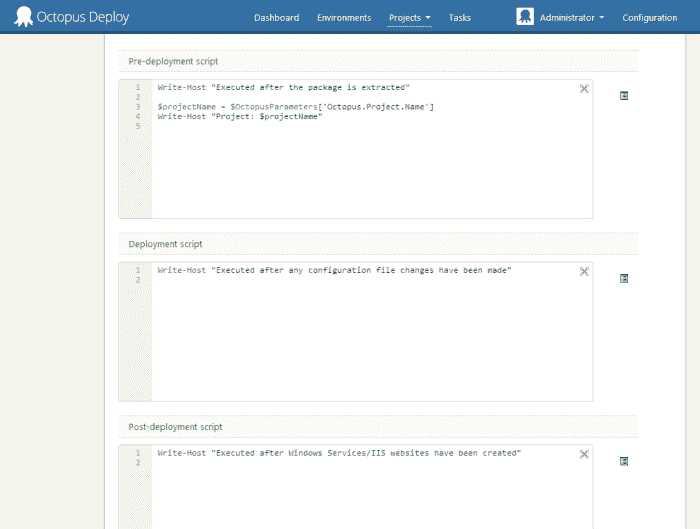 Octopus Deploy Dashboard Environments Projects Tasks Administrator Configuration
Pre-deployment script
1 Write-Host "Executed after the package is extracted"
2
3 $projectName = $OctopusParameters['Octopus.Project.Name']
4 Write-Host "Project: $projectName"
5
Deployment script
1 Write-Host "Executed after any configuration file changes have been made"
2
Post-deployment script
1 Write-Host "Executed after Windows Services/IIS websites have been created"
2